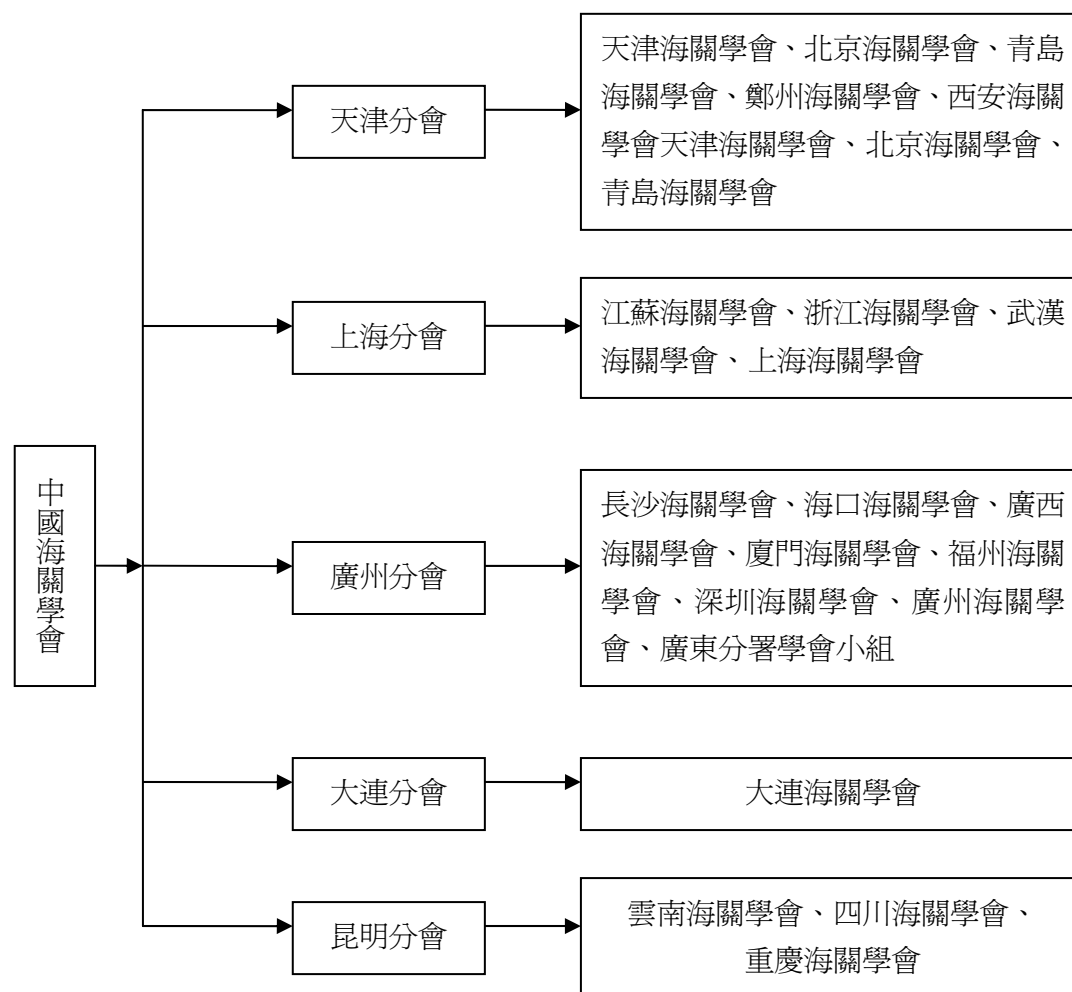 中國海關學會
天津分會
天津海關學會、北京海關學會、青島
海關學會、鄭州海關學會、西安海關
學會天津海關學會、北京海關學會、
青島海關學會
上海分會
江蘇海關學會、浙江海關學會、武漢
海關學會、上海海關學會
廣州分會
長沙海關學會、海口海關學會、廣西
海關學會、廈門海關學會、福州海關
學會、深圳海關學會、廣州海關學
會、廣東分署學會小組
大連分會
大連海關學會
昆明分會
雲南海關學會、四川海關學會、
重慶海關學會